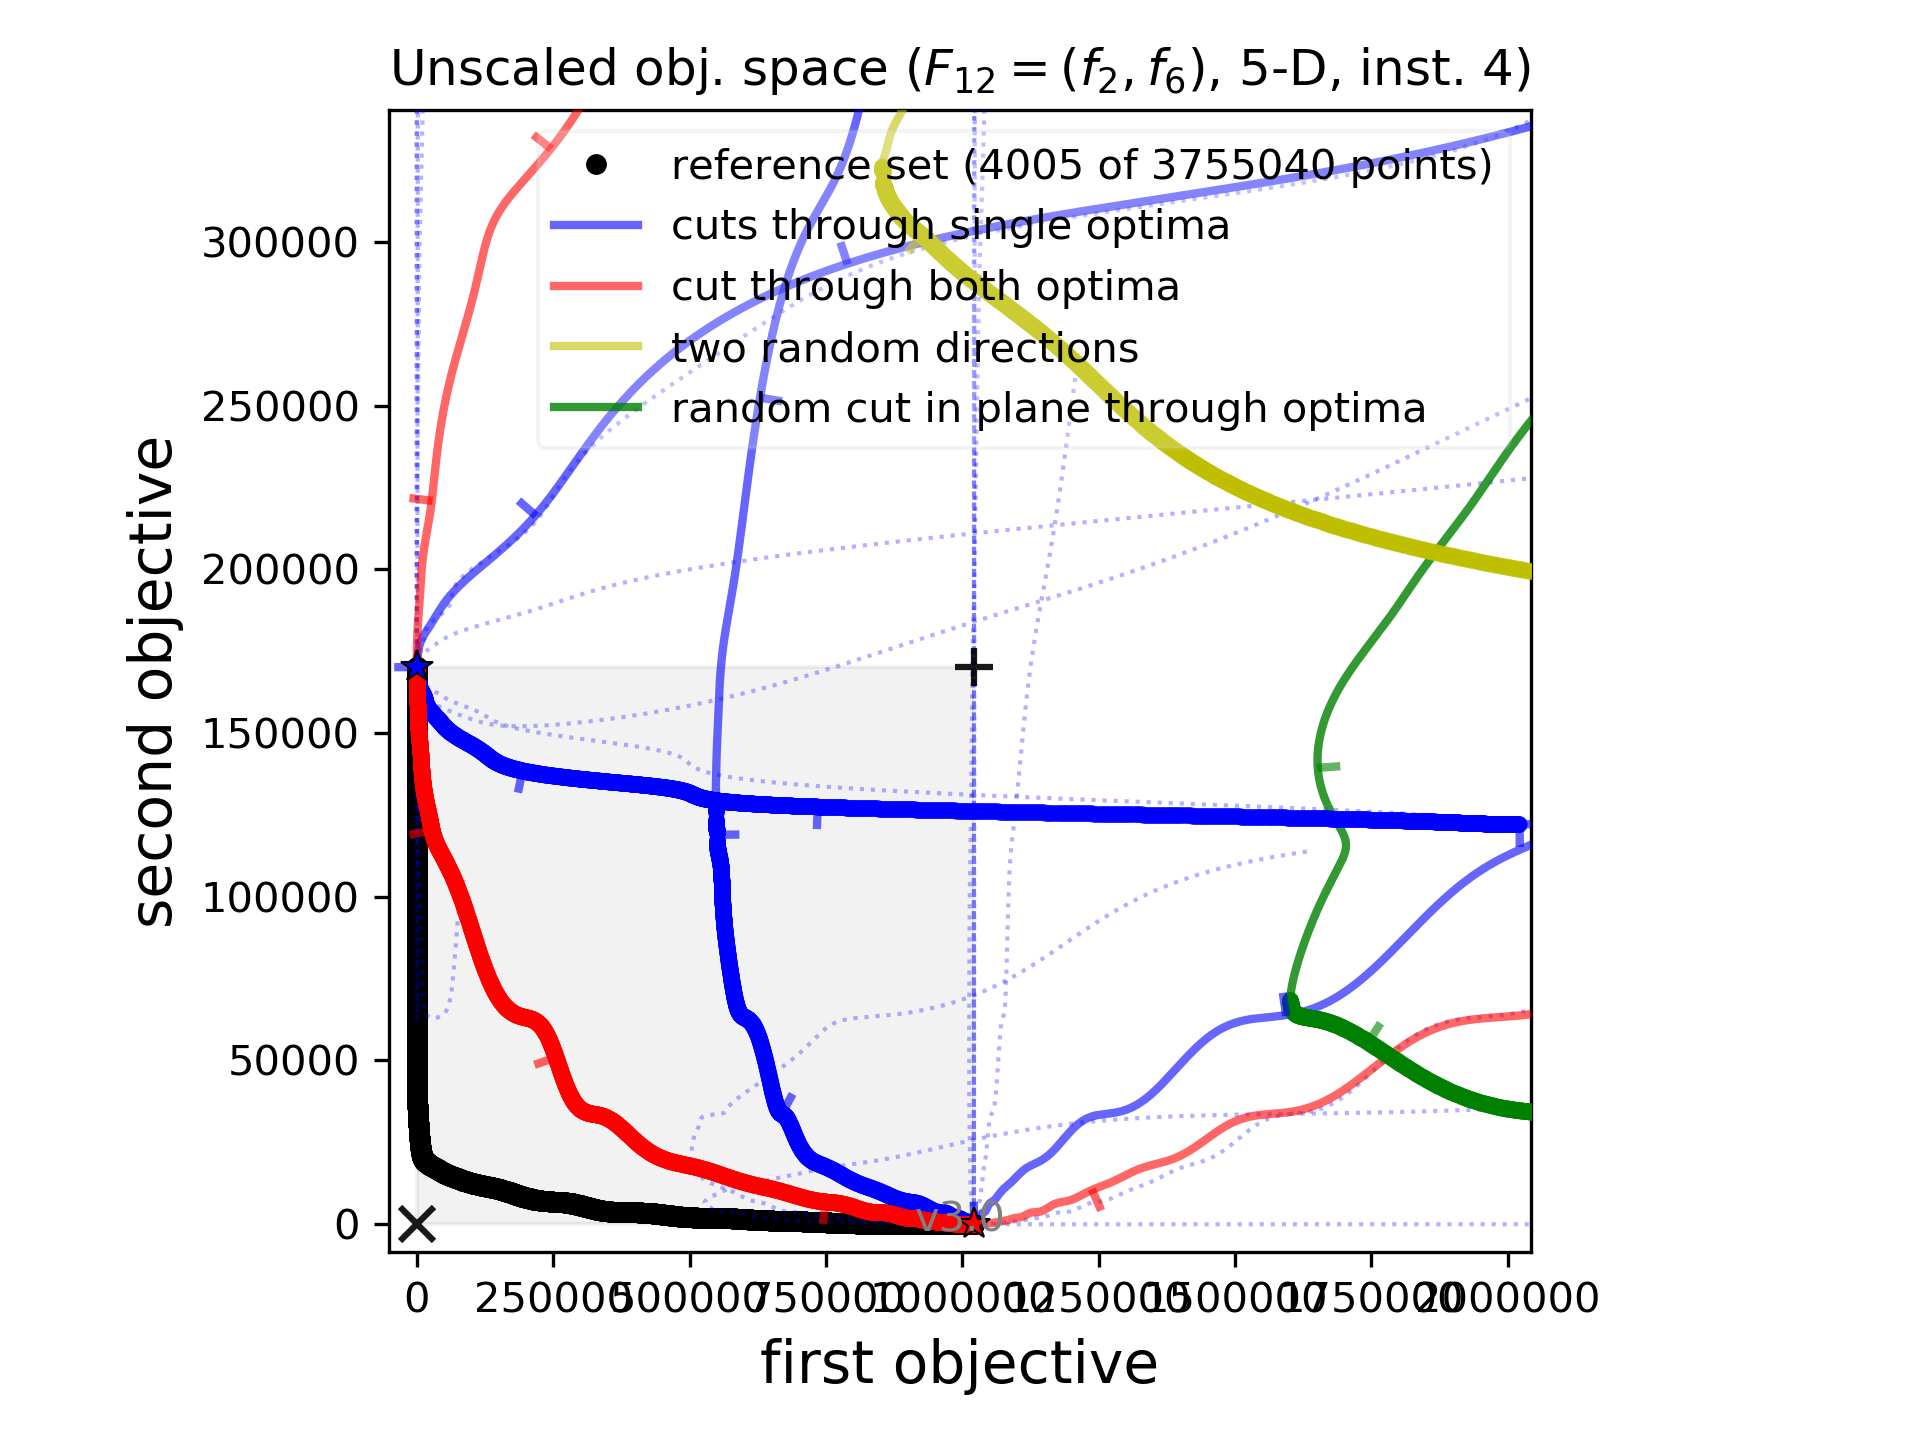 Unscaled obj. space (F12 = (f2, f6), 5-D, inst. 4)
reference set (4005 of 3755040 points)
cuts through single optima
cut through both optima
two random directions
random cut in plane through optima
second objective
300000
250000
200000
150000
100000
50000
0
v3.0
0 250000 500000 750000 1000000 1250000 1500000 1750000 2000000
first objective